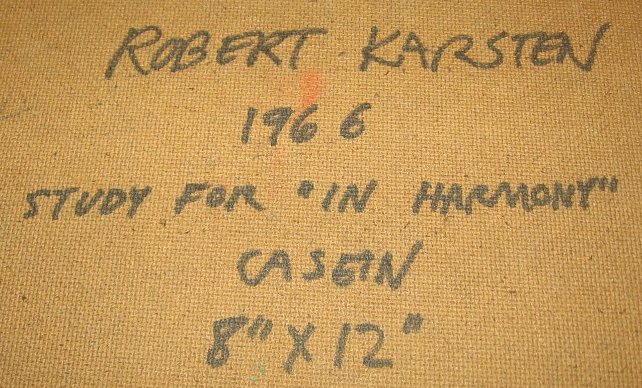 ROBERT KARSTEN
1966
STUDY FOR "IN HARMONY"
CASEIN
8" X 12"